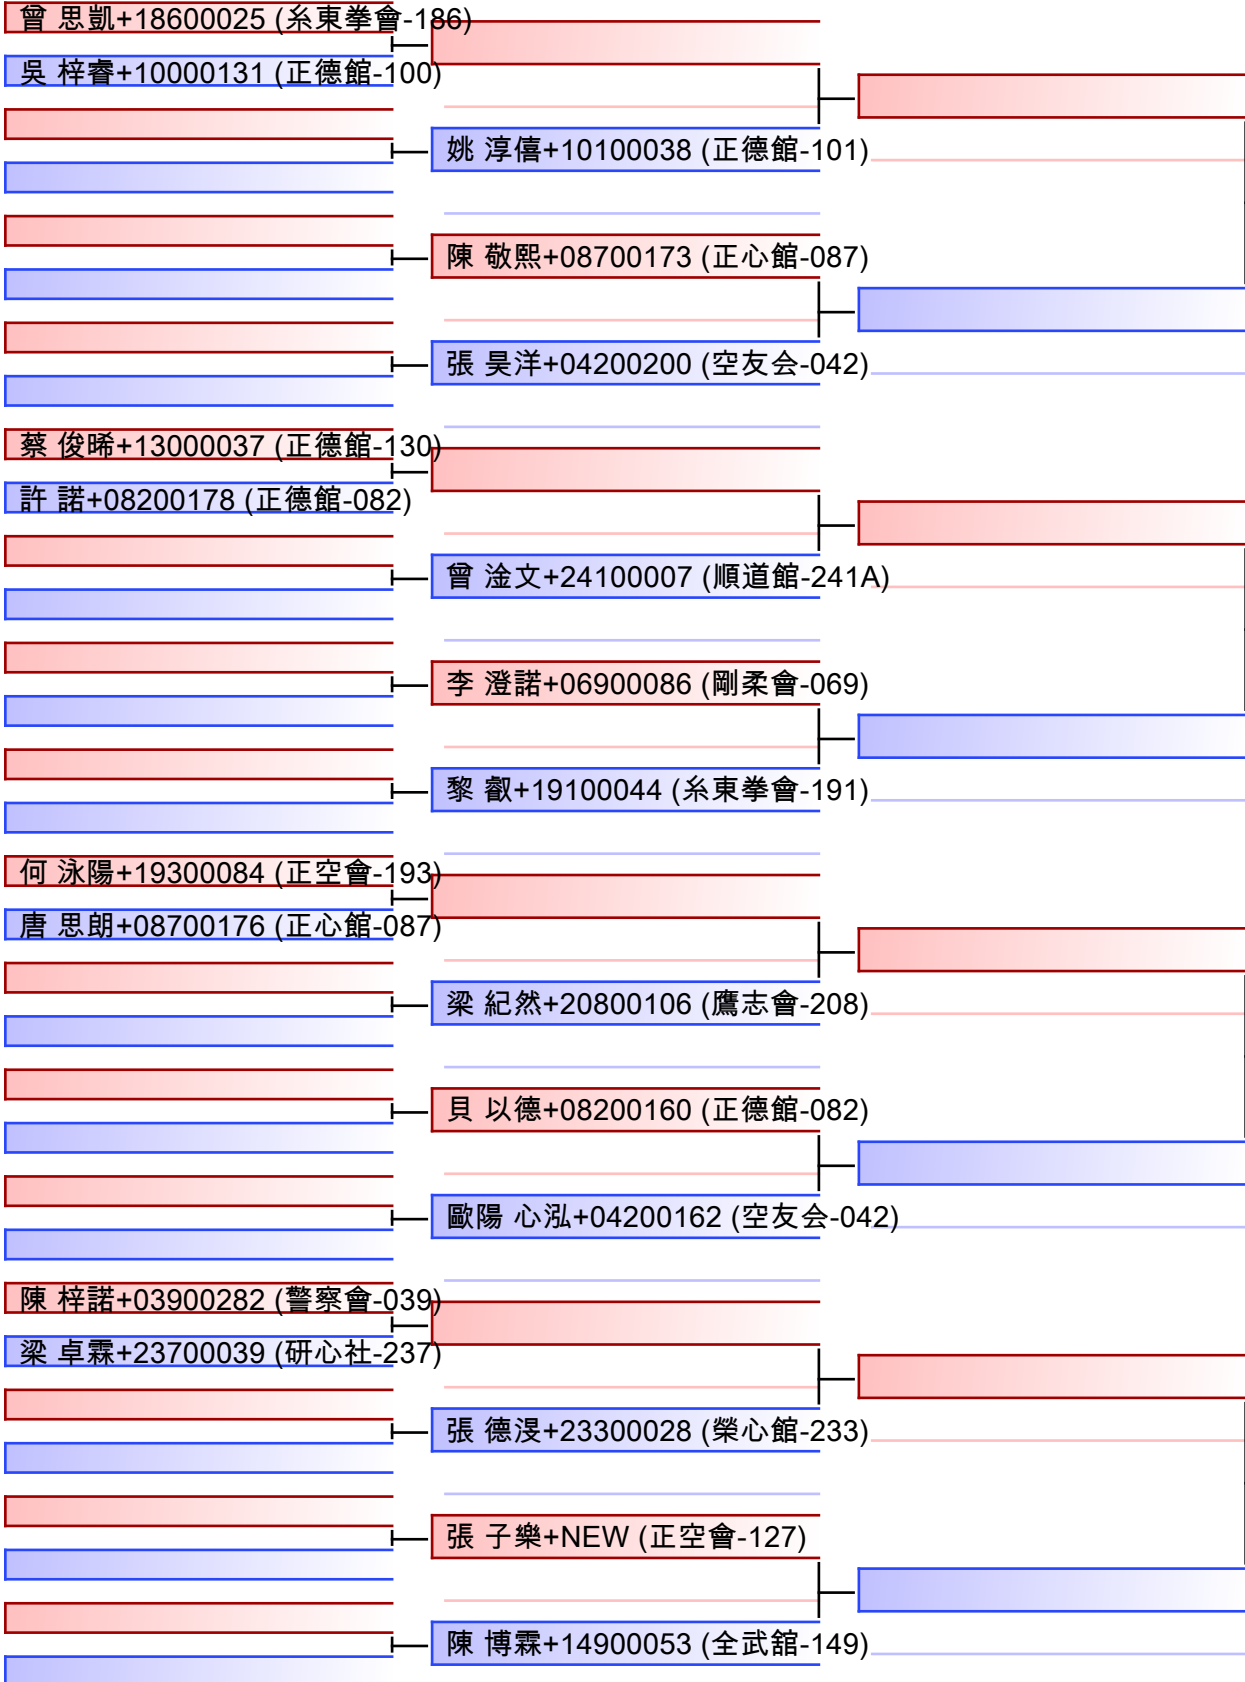 曾 思凱+18600025 (糸東拳會-186)
吳 梓睿+10000131 (正德館-100)
姚 淳僖+10100038 (正德館-101)
陳 敬熙+08700173 (正心館-087)
張 昊洋+04200200 (空友会-042)
蔡 俊晞+13000037 (正德館-130)
許 諾+08200178 (正德館-082)
曾 淦文+24100007 (順道館-241A)
李 澄諾+06900086 (剛柔會-069)
黎 叡+19100044 (糸東拳會-191)
何 泳陽+19300084 (正空會-193)
唐 思朗+08700176 (正心館-087)
梁 紀然+20800106 (鷹志會-208)
貝 以德+08200160 (正德館-082)
歐陽 心泓+04200162 (空友会-042)
陳 梓諾+03900282 (警察會-039)
梁 卓霖+23700039 (研心社-237)
張 德+23300028 (榮心館-233)
張 子樂+NEW (正空會-127)
陳 博霖+14900053 (全武舘-149)